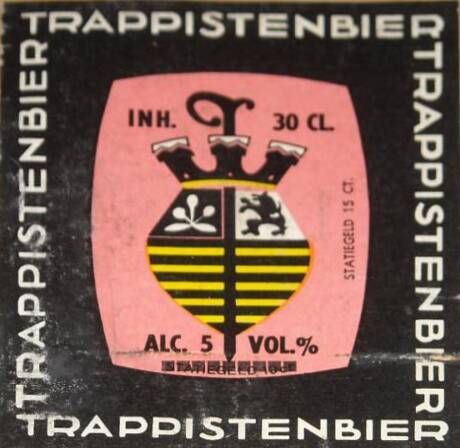 TRAPPISTENBIER
TRAPPISTENBIER
TRAPPISTENBIER
INH. 30 CL.
STATIEGELD 15 CT.
ALC. 5 VOL.%
TRAPPISTENBIER